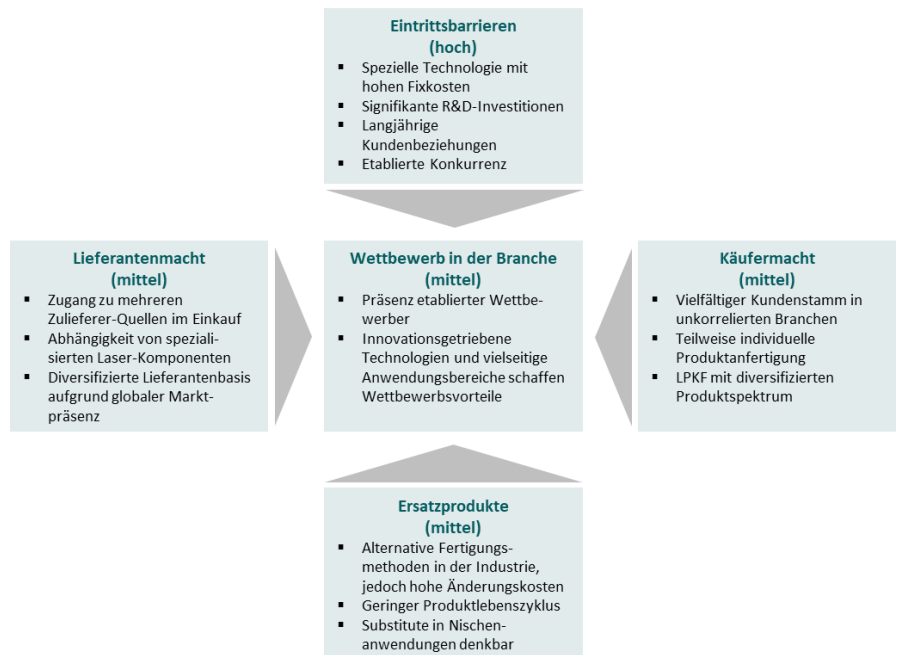 Eintrittsbarrieren
(hoch)
▪ Spezielle Technologie mit
hohen Fixkosten
▪ Signifikante R&D-Investitionen
▪ Langjährige
Kundenbeziehungen
▪ Etablierte Konkurrenz
Lieferantenmacht
(mittel)
▪ Zugang zu mehreren
Zulieferer-Quellen im Einkauf
▪ Abhängigkeit von speziali-
sierten Laser-Komponenten
▪ Diversifizierte Lieferantenbasis
aufgrund globaler Markt-
präsenz
Wettbewerb in der Branche
(mittel)
▪ Präsenz etablierter Wettbe-
werber
▪ Innovationsgetriebene
Technologien und vielseitige
Anwendungsbereiche schaffen
Wettbewerbsvorteile
Käufermacht
(mittel)
▪ Vielfältiger Kundenstamm in
unkorrelierten Branchen
▪ Teilweise individuelle
Produktanfertigung
▪ LPKF mit diversifizierten
Produktspektrum
Ersatzprodukte
(mittel)
▪ Alternative Fertigungs-
methoden in der Industrie,
jedoch hohe Änderungskosten
▪ Geringer Produktlebenszyklus
▪ Substitute in Nischen-
anwendungen denkbar